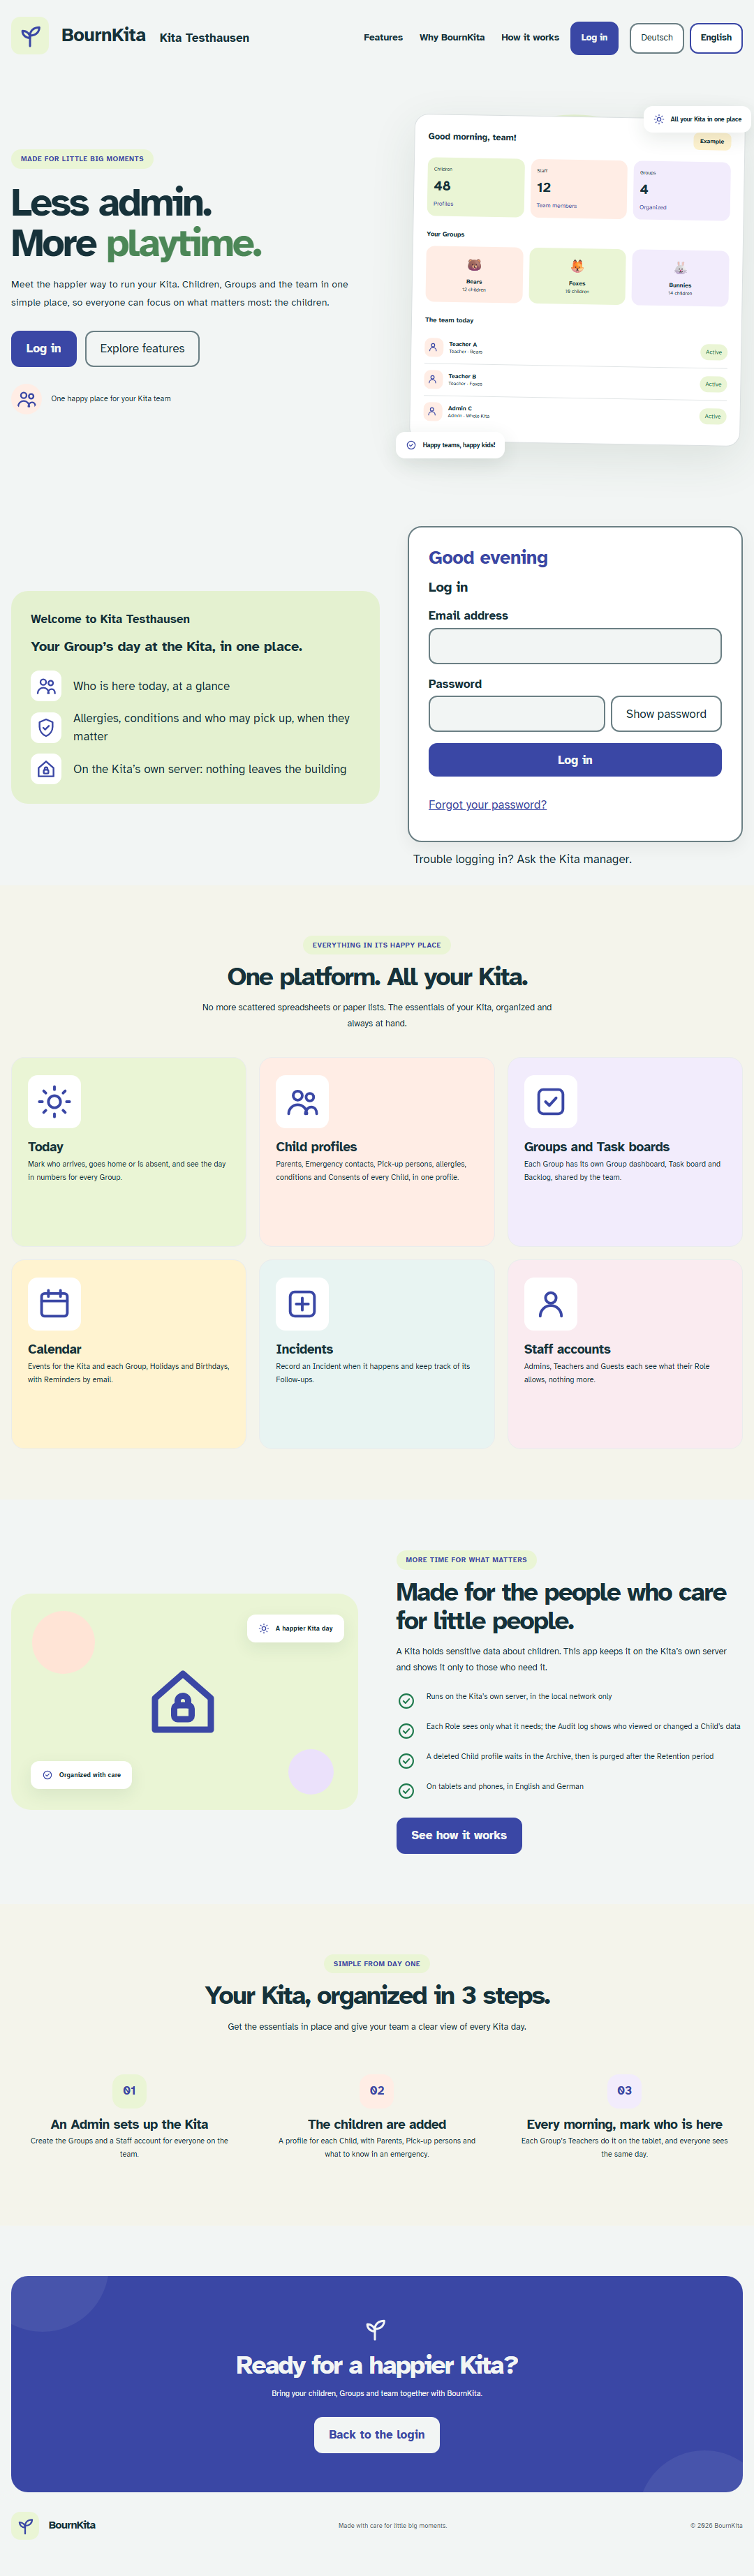 BournKita Kita Testhausen Features Why BournKita How it works Log in Deutsch English
MADE FOR LITTLE BIG MOMENTS
Less admin.
More playtime.
Meet the happier way to run your Kita. Children, Groups and the team in one
simple place, so everyone can focus on what matters most: the children.
Log in Explore features
One happy place for your Kita team
All your Kita in one place
Good morning, team!
Example
Children
48
Profiles
Staff
12
Team members
Groups
4
Organized
Your Groups
Bears
12 children
Foxes
18 children
Bunnies
14 children
The team today
Teacher A
Teacher · Bears
Active
Teacher B
Teacher · Foxes
Active
Admin C
Admin · Whole Kita
Active
Happy teams, happy kids!
Welcome to Kita Testhausen
Your Group's day at the Kita, in one place.
Who is here today, at a glance
Allergies, conditions and who may pick up, when they
matter
On the Kita's own server: nothing leaves the building
Good evening
Log in
Email address
Password
Show password
Log in
Forgot your password?
Trouble logging in? Ask the Kita manager.
EVERYTHING IN ITS HAPPY PLACE
One platform. All your Kita.
No more scattered spreadsheets or paper lists. The essentials of your Kita, organized and
always at hand.
Today
Mark who arrives, goes home or is absent, and see the day
in numbers for every Group.
Child profiles
Parents, Emergency contacts, Pick-up persons, allergies,
conditions and Consents of every Child, in one profile.
Groups and Task boards
Each Group has its own Group dashboard, Task board and
Backlog, shared by the team.
Calendar
Events for the Kita and each Group, Holidays and Birthdays,
with Reminders by email.
Incidents
Record an Incident when it happens and keep track of its
Follow-ups.
Staff accounts
Admins, Teachers and Guests each see what their Role
allows, nothing more.
A happier Kita day
Organized with care
MORE TIME FOR WHAT MATTERS
Made for the people who care
for little people.
A Kita holds sensitive data about children. This app keeps it on the Kita's own server
and shows it only to those who need it.
Runs on the Kita's own server, in the local network only
Each Role sees only what it needs; the Audit log shows who viewed or changed a Child's data
A deleted Child profile waits in the Archive, then is purged after the Retention period
On tablets and phones, in English and German
See how it works
SIMPLE FROM DAY ONE
Your Kita, organized in 3 steps.
Get the essentials in place and give your team a clear view of every Kita day.
01
An Admin sets up the Kita
Create the Groups and a Staff account for everyone on the
team.
02
The children are added
A profile for each Child, with Parents, Pick-up persons and
what to know in an emergency.
03
Every morning, mark who is here
Each Group's Teachers do it on the tablet, and everyone sees
the same day.
Ready for a happier Kita?
Bring your children, Groups and team together with BournKita.
Back to the login
BournKita Made with care for little big moments. © 2026 BournKita